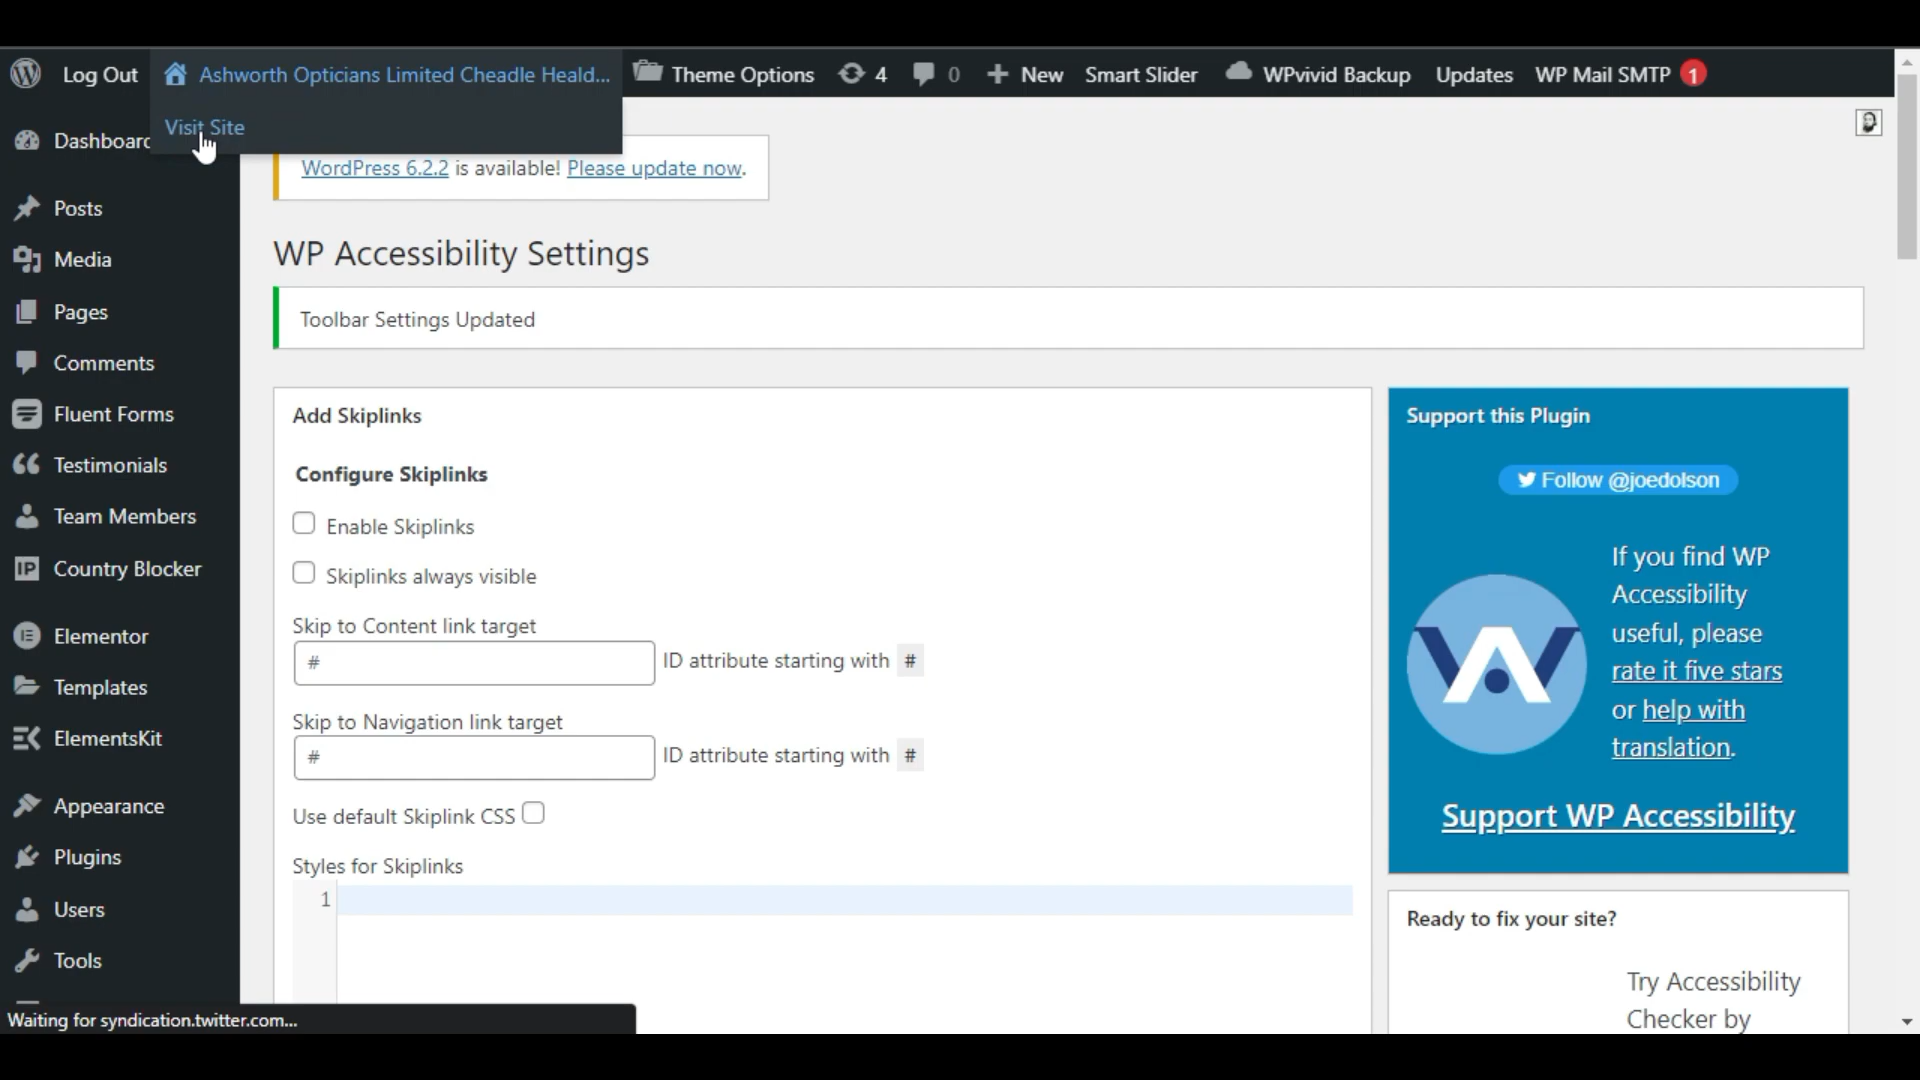 Log Out
Ashworth Opticians Limited Cheadle Heald...
Theme Options
4
0
New
Smart Slider
WPvivid Backup
Updates
WP Mail SMTP 1
Visit Site
Dashboard
WordPress 6.2.2 is available! Please update now.
Posts
Media
Pages
Comments
Fluent Forms
Testimonials
Team Members
IP Country Blocker
Elementor
Templates
ElementsKit
Appearance
Plugins
Users
Tools
WP Accessibility Settings
Toolbar Settings Updated
Add Skiplinks
Configure Skiplinks
Enable Skiplinks
Skiplinks always visible
Skip to Content link target
# ID attribute starting with #
Skip to Navigation link target
# ID attribute starting with #
Use default Skiplink CSS
Styles for Skiplinks
1
Support this Plugin
Follow @joedolson
If you find WP
Accessibility
useful, please
rate it five stars
or help with
translation.
Support WP Accessibility
Ready to fix your site?
Try Accessibility
Checker by
Waiting for syndication.twitter.com...